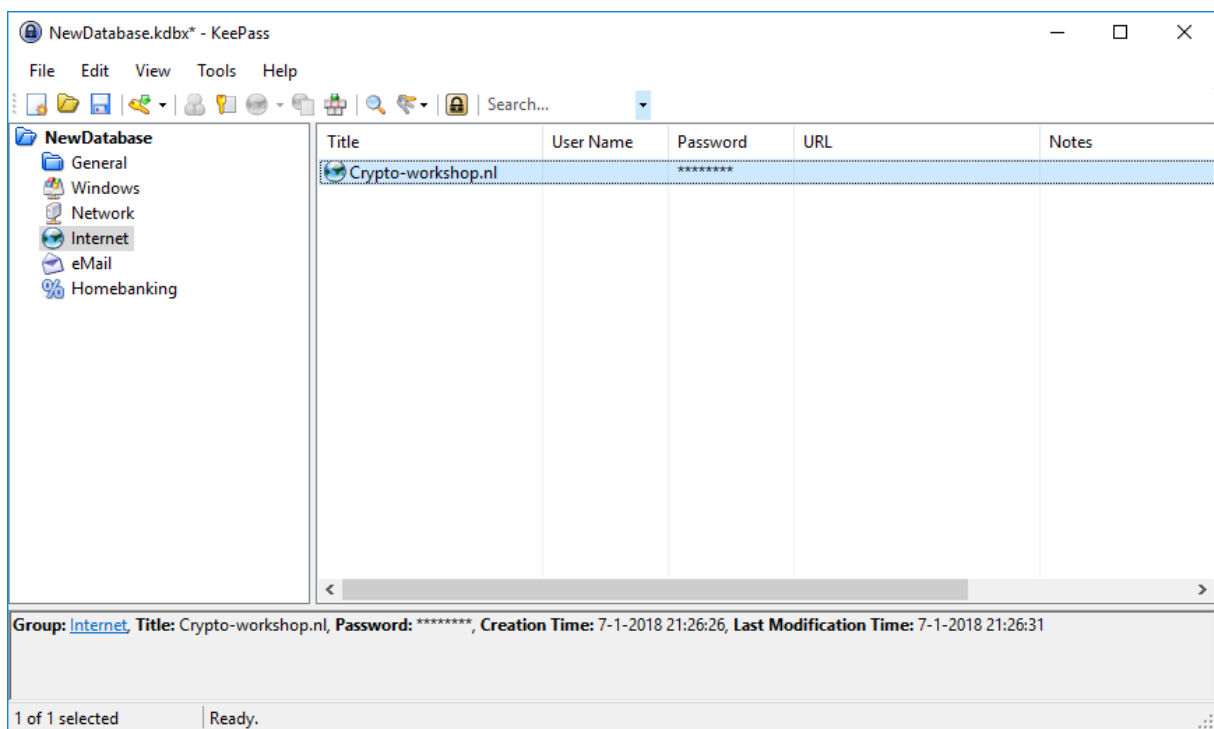 NewDatabase.kdbx* - KeePass
File Edit View Tools Help
Search...
NewDatabase
General
Windows
Network
Internet
eMail
Homebanking
Title User Name Password URL Notes
Crypto-workshop.nl ********
Group: Internet, Title: Crypto-workshop.nl, Password: ********, Creation Time: 7-1-2018 21:26:26, Last Modification Time: 7-1-2018 21:26:31
1 of 1 selected Ready.